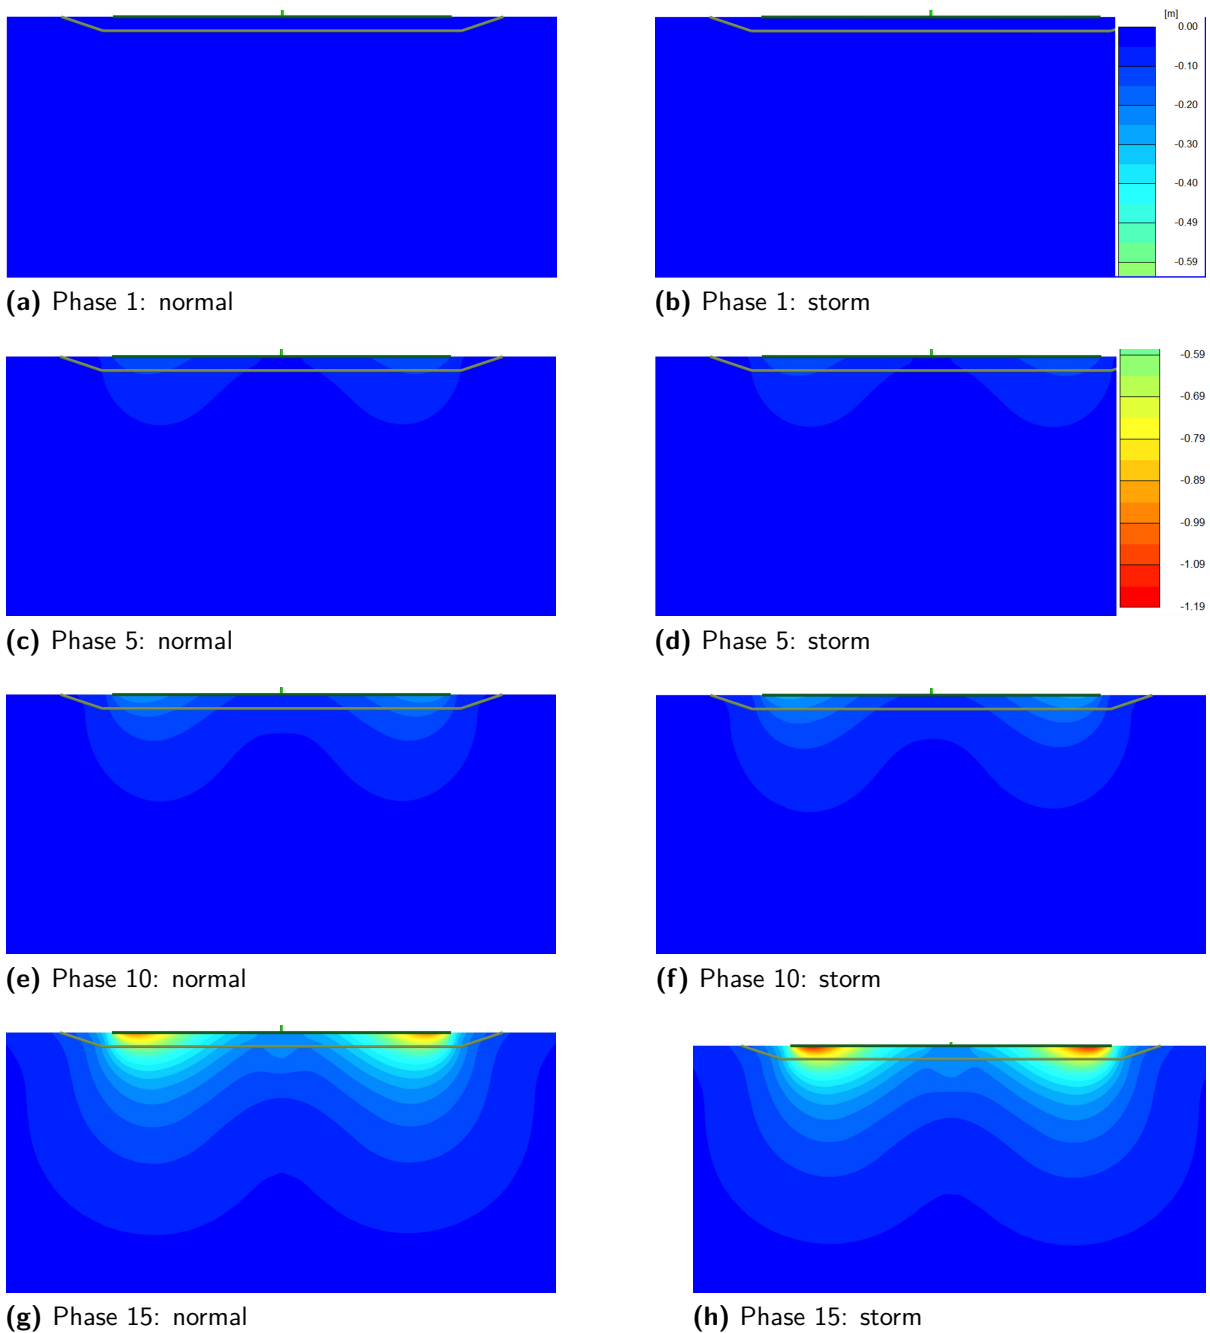 [m]
0.00
-0.10
-0.20
-0.30
-0.40
-0.49
-0.59
(a) Phase 1: normal
(b) Phase 1: storm
-0.59
-0.69
-0.79
-0.89
-0.99
-1.09
-1.19
(c) Phase 5: normal
(d) Phase 5: storm
(e) Phase 10: normal
(f) Phase 10: storm
(g) Phase 15: normal
(h) Phase 15: storm